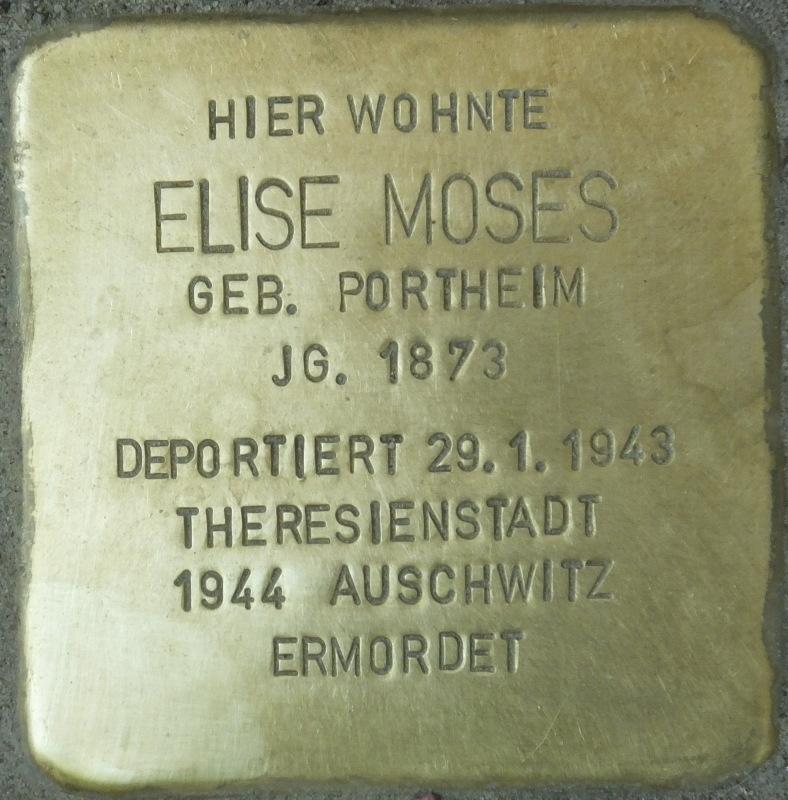 HIER WOHNTE
ELISE MOSES
GEB. PORTHEIM
JG. 1873
DEPORTIERT 29.1.1943
THERESIENSTADT
1944 AUSCHWITZ
ERMORDET